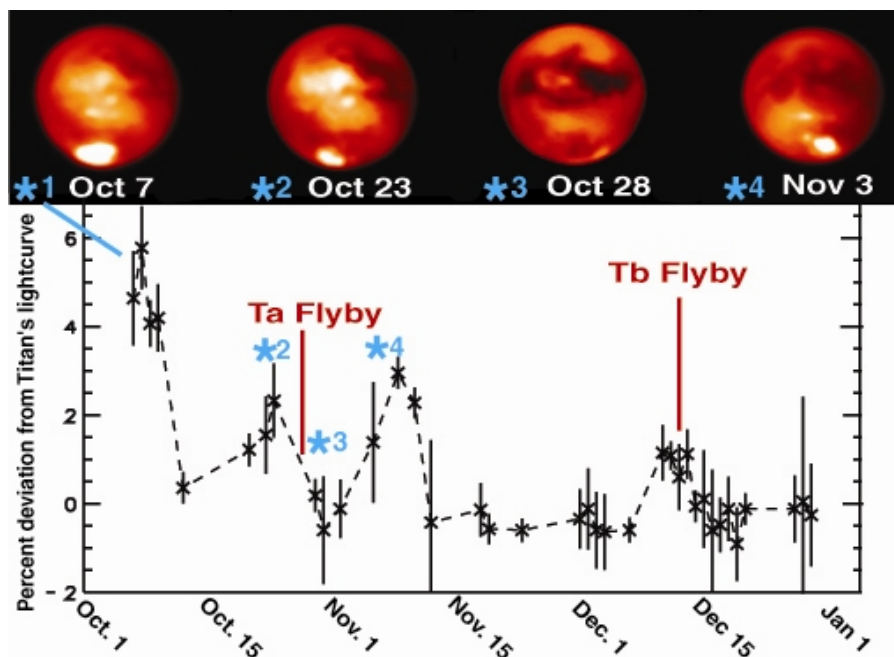 *1 Oct 7 *2 Oct 23 *3 Oct 28 *4 Nov 3
Percent deviation from Titan's lightcurve
6
4
2
0
-2
Ta Flyby
Tb Flyby
*2
*4
*3
Oct. 1 Oct. 15 Nov. 1 Nov. 15 Dec. 1 Dec 15 Jan 1